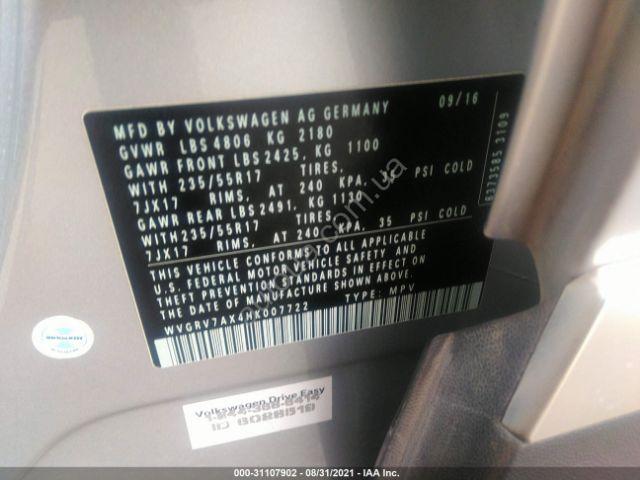 MFD BY VOLKSWAGEN AG GERMANY 09/16
GVWR LBS 4806 KG 2180
GAWR FRONT LBS 2425, KG 1100
WITH 235/55R17 TIRES,
7JX17 RIMS, AT 240 KPA, PSI COLD
GAWR REAR LBS 2491, KG 1130
WITH 235/55R17 TIRES
7JX17 RIMS, AT 240 KPA, 35 PSI COLD
THIS VEHICLE CONFORMS TO ALL APPLICABLE
U.S. FEDERAL MOTOR VEHICLE SAFETY AND
THEFT PREVENTION STANDARDS IN EFFECT ON
THE DATE OF MANUFACTURE SHOWN ABOVE.
WVGRV7AX4HK007722 TYPE: MPV
8373585 3109
Volkswagen Drive Easy
ID
000-31107902 - 08/31/2021 - IAA Inc.